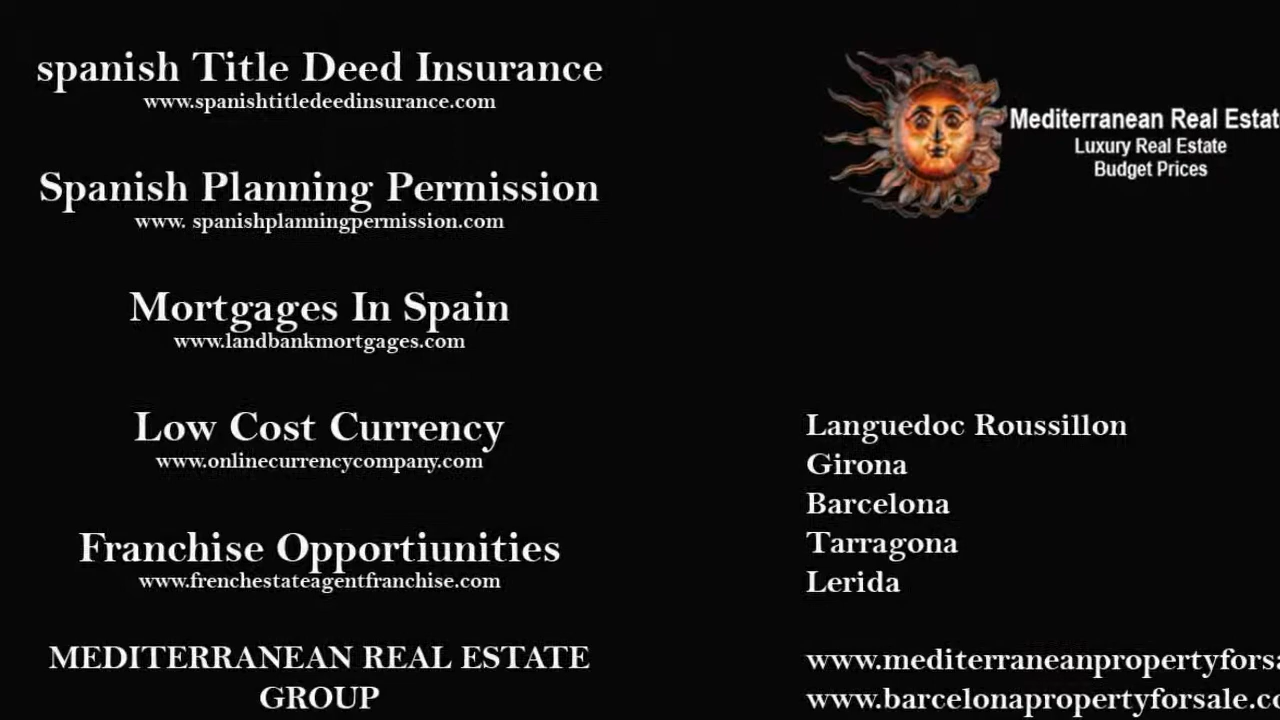 spanish Title Deed Insurance
www.spanishtitledeedinsurance.com
Spanish Planning Permission
www. spanishplanningpermission.com
Mortgages In Spain
www.landbankmortgages.com
Low Cost Currency
www.onlinecurrencycompany.com
Franchise Opportiunities
www.frenchestateagentfranchise.com
MEDITERRANEAN REAL ESTATE
GROUP
Mediterranean Real Estat
Luxury Real Estate
Budget Prices
Languedoc Roussillon
Girona
Barcelona
Tarragona
Lerida
www.mediterraneanpropertyforsa
www.barcelonapropertyforsale.co